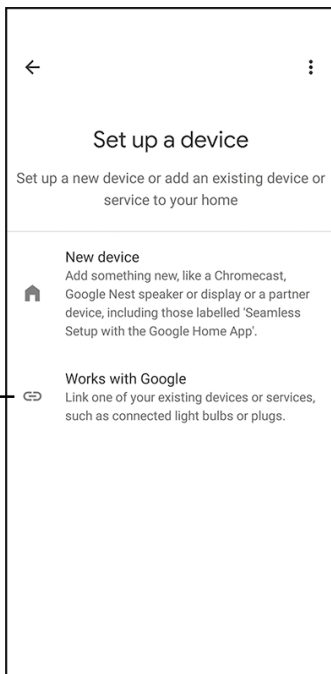 Set up a device
Set up a new device or add an existing device or
service to your home
New device
Add something new, like a Chromecast,
Google Nest speaker or display or a partner
device, including those labelled 'Seamless
Setup with the Google Home App'.
Works with Google
Link one of your existing devices or services,
such as connected light bulbs or plugs.